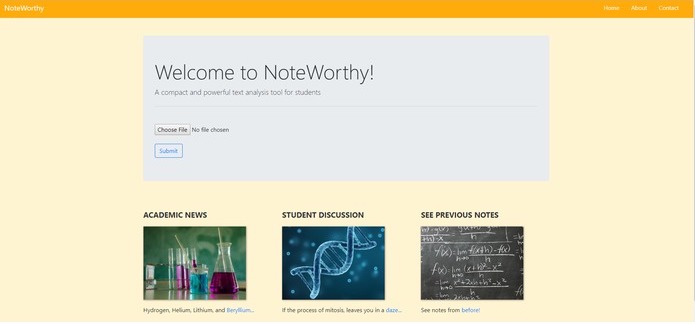 NoteWorthy
Home About Contact
Welcome to NoteWorthy!
A compact and powerful text analysis tool for students
Choose File No file chosen
Submit
ACADEMIC NEWS
STUDENT DISCUSSION
SEE PREVIOUS NOTES
Hydrogen, Helium, Lithium, and Beryllium...
If the process of mitosis, leaves you in a daze...
See notes from before!